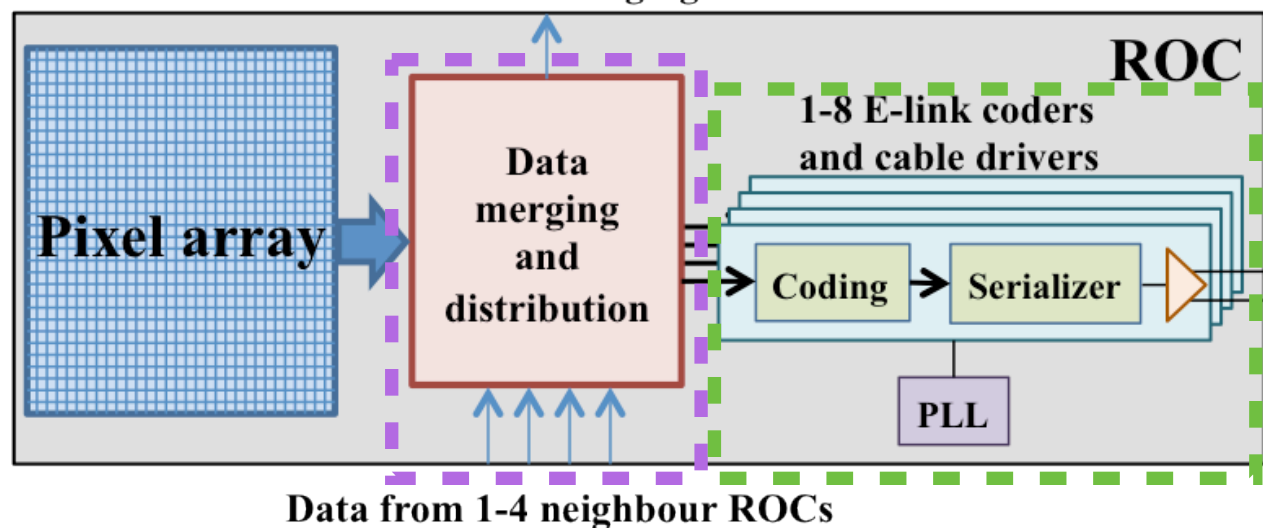 ROC
1-8 E-link coders
and cable drivers
Pixel array
Data
merging
and
distribution
Coding
Serializer
PLL
Data from 1-4 neighbour ROCs